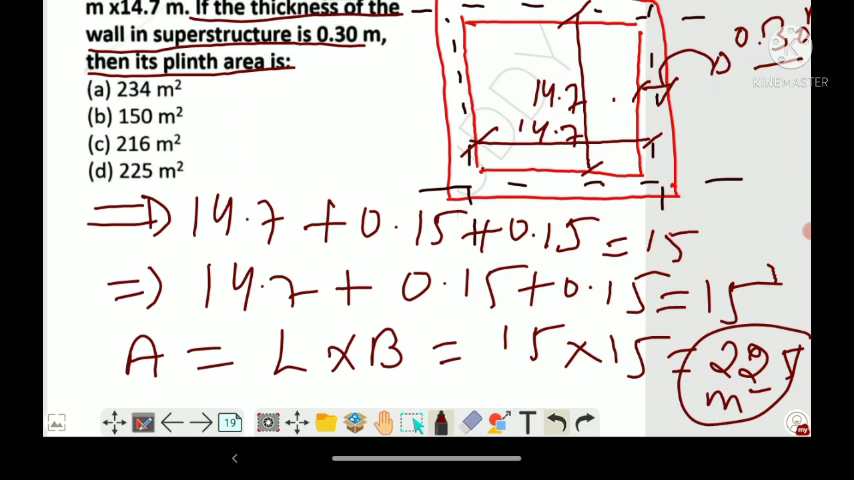 m x14.7 m. If the thickness of the
wall in superstructure is 0.30 m,
then its plinth area is:
(a) 234 m²
(b) 150 m²
(c) 216 m²
(d) 225 m²
14.7
14.7
0.30
KINEMASTER
⇒ 14.7 + 0.15 + 0.15 = 15
⇒ 14.7 + 0.15 + 0.15 = 15
A = L × B = 15 × 15 = 225
m
19
T